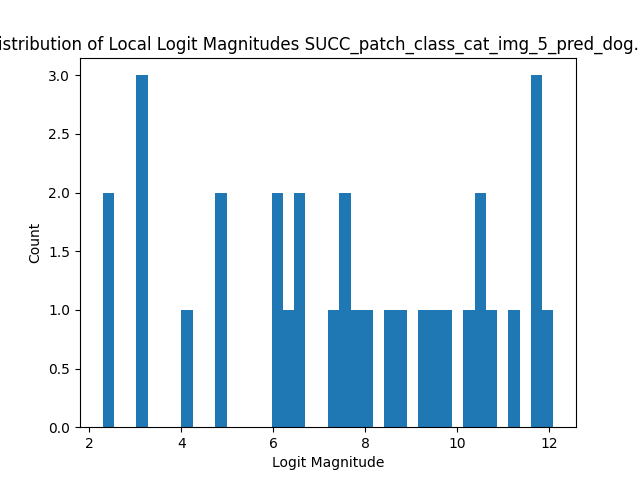 istribution of Local Logit Magnitudes SUCC_patch_class_cat_img_5_pred_dog.
3.0
2.5
2.0
1.5
1.0
0.5
0.0
Count
2 4 6 8 10 12
Logit Magnitude